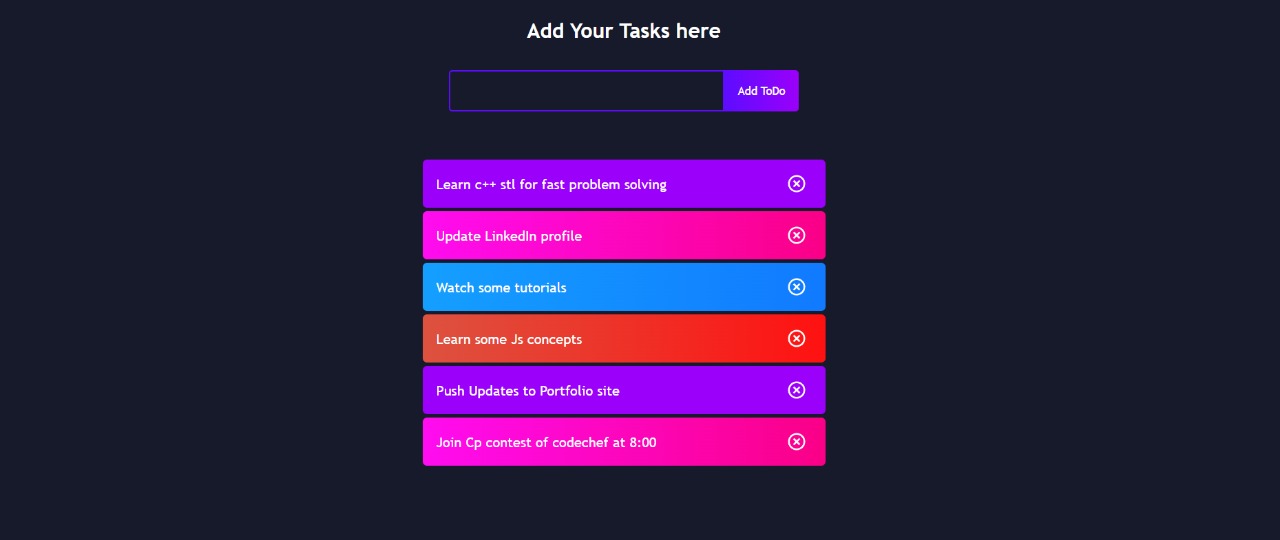 Add Your Tasks here
Add ToDo
Learn c++ stl for fast problem solving
Update LinkedIn profile
Watch some tutorials
Learn some Js concepts
Push Updates to Portfolio site
Join Cp contest of codechef at 8:00